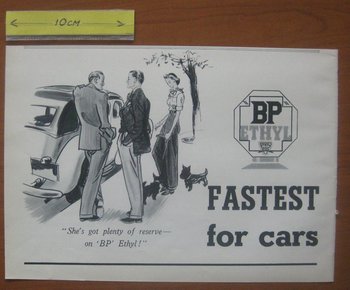 10CM
BP
ETHYL
"She's got plenty of reserve—
on 'BP' Ethyl!"
FASTEST
for cars